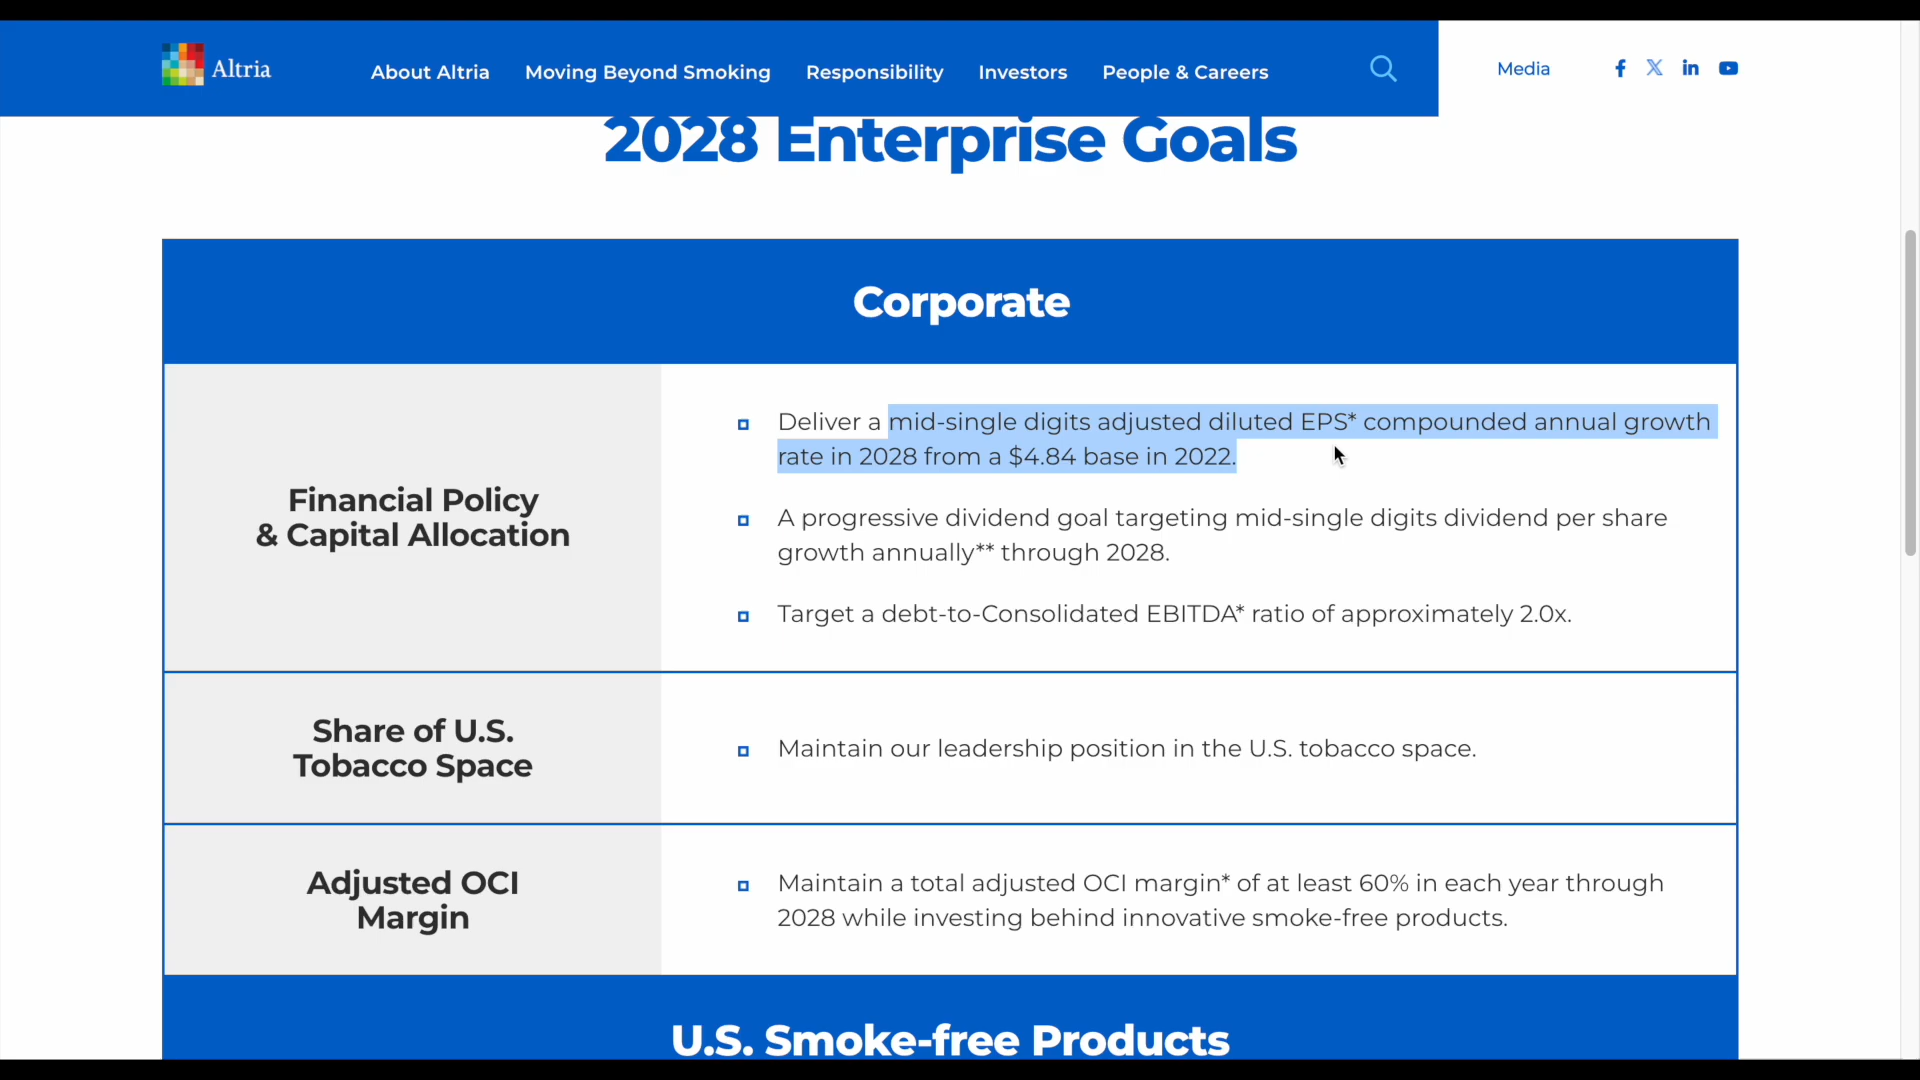 Altria
About Altria
Moving Beyond Smoking
Responsibility
Investors
People & Careers
Media
2028 Enterprise Goals
Corporate
Financial Policy
& Capital Allocation
Deliver a mid-single digits adjusted diluted EPS* compounded annual growth
rate in 2028 from a $4.84 base in 2022.
A progressive dividend goal targeting mid-single digits dividend per share
growth annually** through 2028.
Target a debt-to-Consolidated EBITDA* ratio of approximately 2.0x.
Share of U.S.
Tobacco Space
Maintain our leadership position in the U.S. tobacco space.
Adjusted OCI
Margin
Maintain a total adjusted OCI margin* of at least 60% in each year through
2028 while investing behind innovative smoke-free products.
U.S. Smoke-free Products